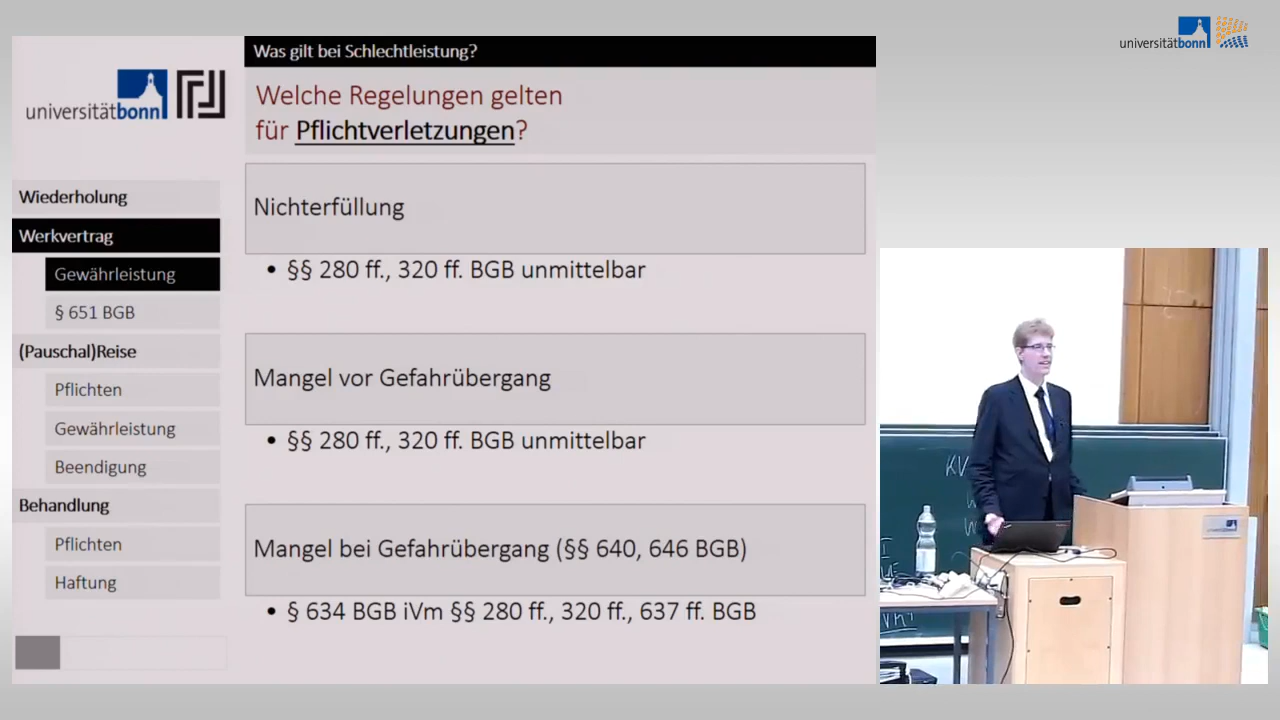 universitätbonn
Was gilt bei Schlechtleistung?
universitätbonn
Welche Regelungen gelten
für Pflichtverletzungen?
Wiederholung
Werkvertrag
Gewährleistung
§ 651 BGB
(Pauschal)Reise
Pflichten
Gewährleistung
Beendigung
Behandlung
Pflichten
Haftung
Nichterfüllung
• §§ 280 ff., 320 ff. BGB unmittelbar
Mangel vor Gefahrübergang
• §§ 280 ff., 320 ff. BGB unmittelbar
Mangel bei Gefahrübergang (§§ 640, 646 BGB)
• § 634 BGB iVm §§ 280 ff., 320 ff., 637 ff. BGB